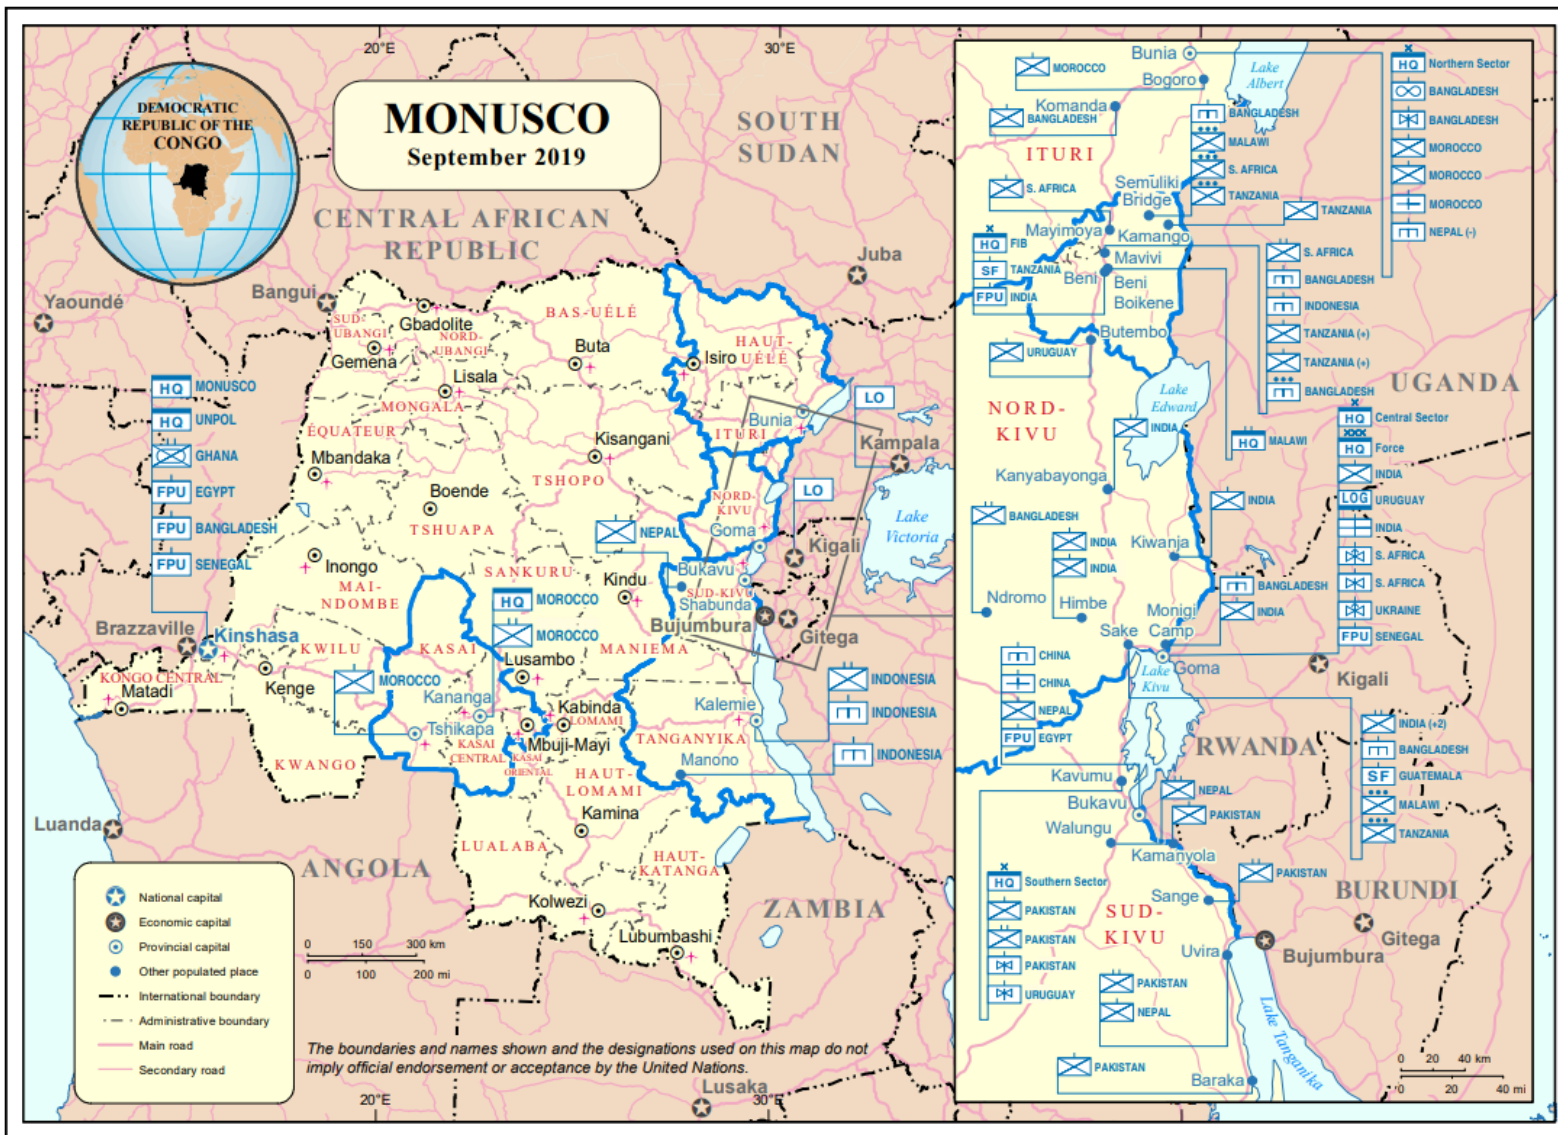 20°E
30°E
DEMOCRATIC
REPUBLIC OF THE
CONGO
MONUSCO
September 2019
SOUTH
SUDAN
CENTRAL AFRICAN
REPUBLIC
Juba
Yaoundé
Bangui
SUD-
UBANGI
Gbadolite
NORD-
UBANGI
Gemena
BAS-UÉLÉ
Buta
Isiro
HAUT-
UÉLÉ
Lisala
MONGALA
ÉQUATEUR
Mbandaka
Kisangani
TSHOPO
Boende
TSHUAPA
Bunia
ITURI
LO
Kampala
LO
NORD-
KIVU
Goma
Lake
Victoria
Kigali
HQ MONUSCO
HQ UNPOL
GHANA
FPU EGYPT
FPU BANGLADESH
FPU SENEGAL
NEPAL
Inongo
MAI-
NDOMBE
SANKURU
Kindu
Bukavu
SUD-KIVU
Shabunda
Bujumbura
Gitega
HQ MOROCCO
MOROCCO
Brazzaville
Kinshasa
KWILU
KASAI
Lusambo
MANIEMA
KONGO CENTRAL
Matadi
Kenge
MOROCCO
Kananga
Tshikapa
Kabinda
LOMAMI
Mbuji-Mayi
KASAI
CENTRAL
KASAI
ORIENTAL
Kalemie
TANGANYIKA
Manono
INDONESIA
INDONESIA
INDONESIA
KWANGO
HAUT-
LOMAMI
Kamina
Luanda
ANGOLA
LUALABA
HAUT-
KATANGA
Kolwezi
ZAMBIA
Lubumbashi
Lusaka
National capital
Economic capital
Provincial capital
Other populated place
International boundary
Administrative boundary
Main road
Secondary road
0 150 300 km
0 100 200 mi
The boundaries and names shown and the designations used on this map do not
imply official endorsement or acceptance by the United Nations.
20°E
30°E
Bunia
MOROCCO
Bogoro
Lake
Albert
Komanda
BANGLADESH
ITURI
BANGLADESH
MALAWI
S. AFRICA
TANZANIA
HQ Northern Sector
BANGLADESH
BANGLADESH
MOROCCO
MOROCCO
MOROCCO
NEPAL (-)
S. AFRICA
Semuliki
Bridge
TANZANIA
Mayimoya
Kamango
HQ FIB
SF TANZANIA
FPU INDIA
Mavivi
Beni
Beni
Boikene
S. AFRICA
BANGLADESH
INDONESIA
TANZANIA (+)
TANZANIA (+)
BANGLADESH
Butembo
URUGUAY
Lake
Edward
UGANDA
NORD-
KIVU
INDIA
HQ MALAWI
HQ Central Sector
HQ Force
INDIA
LOG URUGUAY
INDIA
S. AFRICA
S. AFRICA
UKRAINE
FPU SENEGAL
Kanyabayonga
INDIA
BANGLADESH
INDIA
INDIA
Kiwanja
BANGLADESH
INDIA
Ndromo
Himbe
Monigi
Camp
Sake
Goma
Kigali
Lake
Kivu
CHINA
CHINA
NEPAL
FPU EGYPT
RWANDA
INDIA (+2)
BANGLADESH
SF GUATEMALA
MALAWI
TANZANIA
Kavumu
Bukavu
NEPAL
PAKISTAN
Walungu
Kamanyola
PAKISTAN
HQ Southern Sector
PAKISTAN
PAKISTAN
PAKISTAN
URUGUAY
SUD-
KIVU
Sange
BURUNDI
Gitega
Bujumbura
Uvira
PAKISTAN
NEPAL
Lake Tanganika
PAKISTAN
Baraka
0 20 40 km
0 20 40 mi